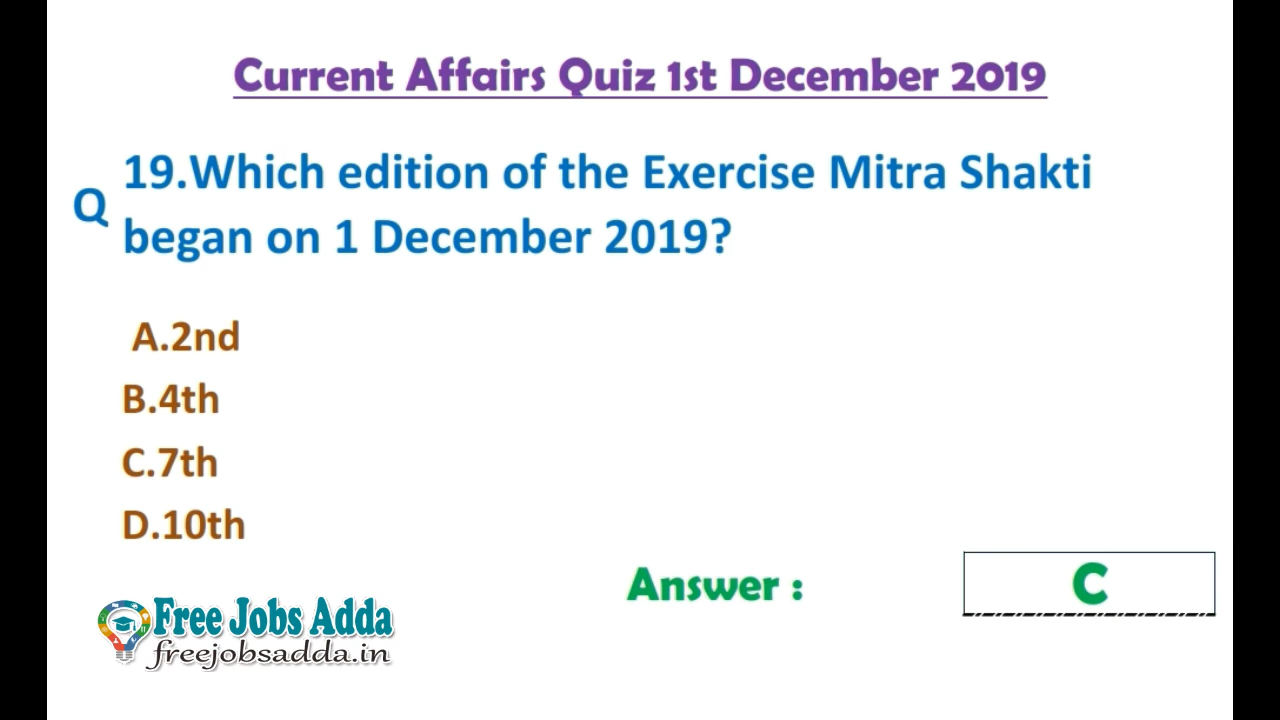 Current Affairs Quiz 1st December 2019
Q 19.Which edition of the Exercise Mitra Shakti
began on 1 December 2019?
A.2nd
B.4th
C.7th
D.10th
Answer : C
Free Jobs Adda
freejobsadda.in